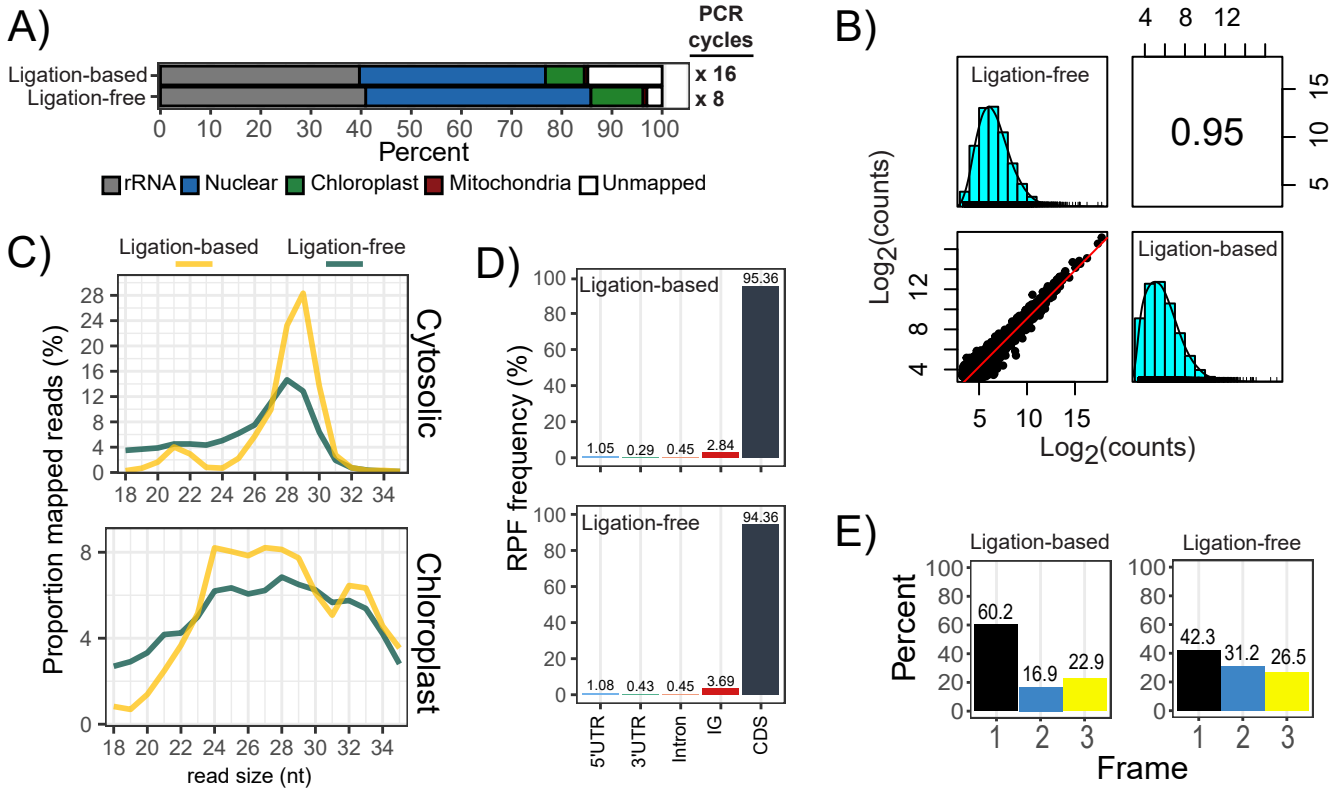 A)
PCR
cycles
Ligation-based
x 16
Ligation-free
x 8
0 10 20 30 40 50 60 70 80 90 100
Percent
rRNA Nuclear Chloroplast Mitochondria Unmapped
B)
4 8 12
Ligation-free
0.95
15
10
5
Log2(counts)
12
8
4
Ligation-based
5 10 15
Log2(counts)
C)
Ligation-based Ligation-free
Proportion mapped reads (%)
28
24
20
16
12
8
4
0
Cytosolic
18 20 22 24 26 28 30 32 34
8
4
0
Chloroplast
18 20 22 24 26 28 30 32 34
read size (nt)
D)
RPF frequency (%)
100
80
60
40
20
0
Ligation-based
1.05 0.29 0.45 2.84 95.36
100
80
60
40
20
0
Ligation-free
1.08 0.43 0.45 3.69 94.36
5'UTR 3'UTR Intron IG CDS
E)
Ligation-based Ligation-free
Percent
100
80
60
40
20
0
60.2 16.9 22.9
1 2 3
100
80
60
40
20
0
42.3 31.2 26.5
1 2 3
Frame